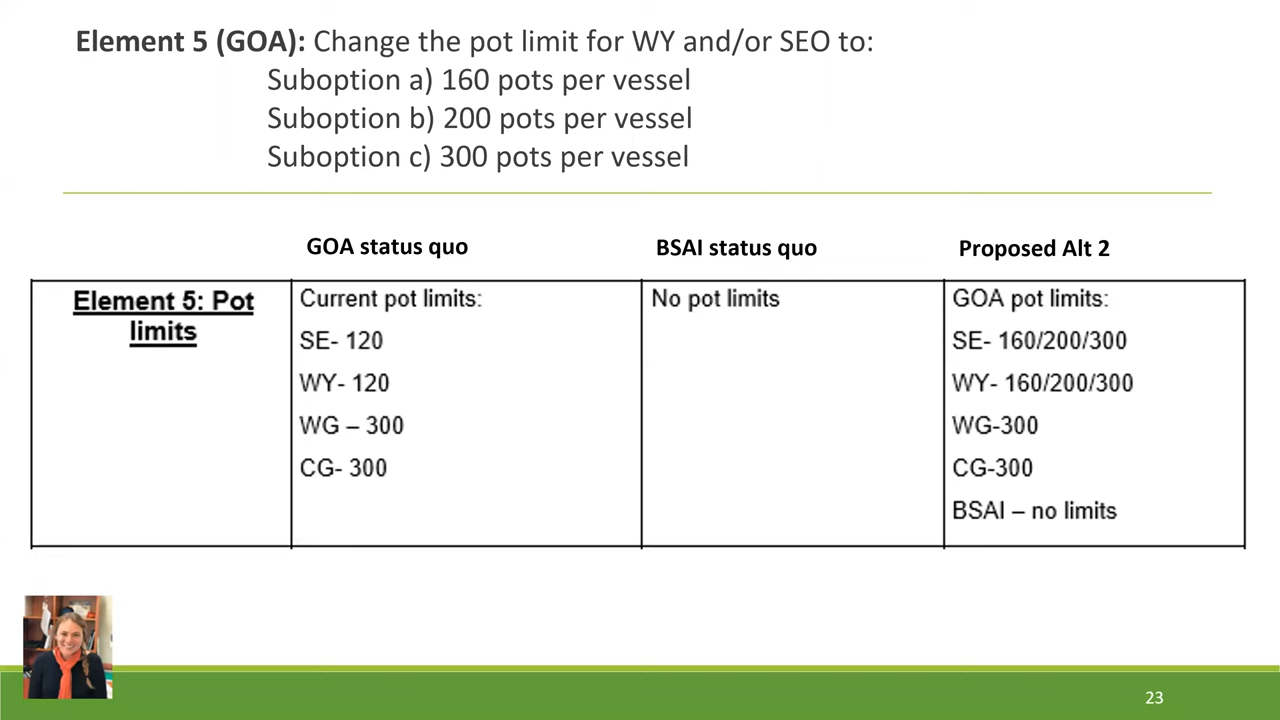 Element 5 (GOA): Change the pot limit for WY and/or SEO to:
Suboption a) 160 pots per vessel
Suboption b) 200 pots per vessel
Suboption c) 300 pots per vessel
GOA status quo
BSAI status quo
Proposed Alt 2
Element 5: Pot
limits
Current pot limits:
SE- 120
WY- 120
WG – 300
CG- 300
No pot limits
GOA pot limits:
SE- 160/200/300
WY- 160/200/300
WG-300
CG-300
BSAI – no limits
23